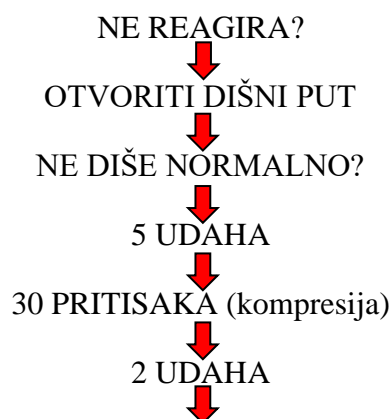 NE REAGIRA?
OTVORITI DIŠNI PUT
NE DIŠE NORMALNO?
5 UDAHA
30 PRITISAKA (kompresija)
2 UDAHA